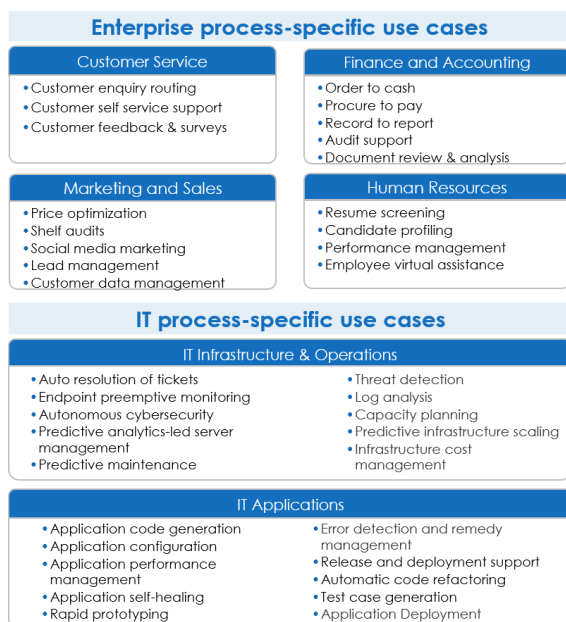 Enterprise process-specific use cases
Customer Service
• Customer enquiry routing
• Customer self service support
• Customer feedback & surveys
Finance and Accounting
• Order to cash
• Procure to pay
• Record to report
• Audit support
• Document review & analysis
Marketing and Sales
• Price optimization
• Shelf audits
• Social media marketing
• Lead management
• Customer data management
Human Resources
• Resume screening
• Candidate profiling
• Performance management
• Employee virtual assistance
IT process-specific use cases
IT Infrastructure & Operations
• Auto resolution of tickets
• Endpoint preemptive monitoring
• Autonomous cybersecurity
• Predictive analytics-led server
management
• Predictive maintenance
• Threat detection
• Log analysis
• Capacity planning
• Predictive infrastructure scaling
• Infrastructure cost
management
IT Applications
• Application code generation
• Application configuration
• Application performance
management
• Application self-healing
• Rapid prototyping
• Error detection and remedy
management
• Release and deployment support
• Automatic code refactoring
• Test case generation
• Application Deployment